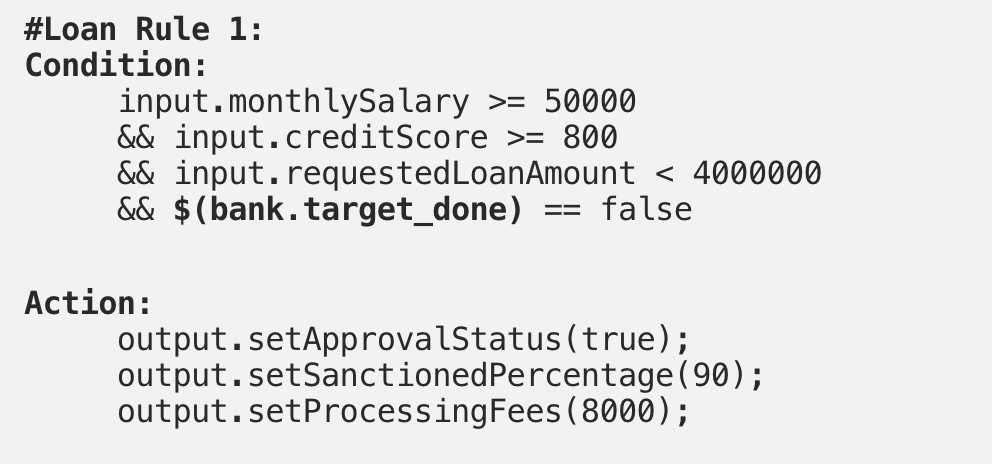 #Loan Rule 1:
Condition:
input.monthlySalary >= 50000
&& input.creditScore >= 800
&& input.requestedLoanAmount < 4000000
&& $(bank.target_done) == false
Action:
output.setApprovalStatus(true);
output.setSanctionedPercentage(90);
output.setProcessingFees(8000);